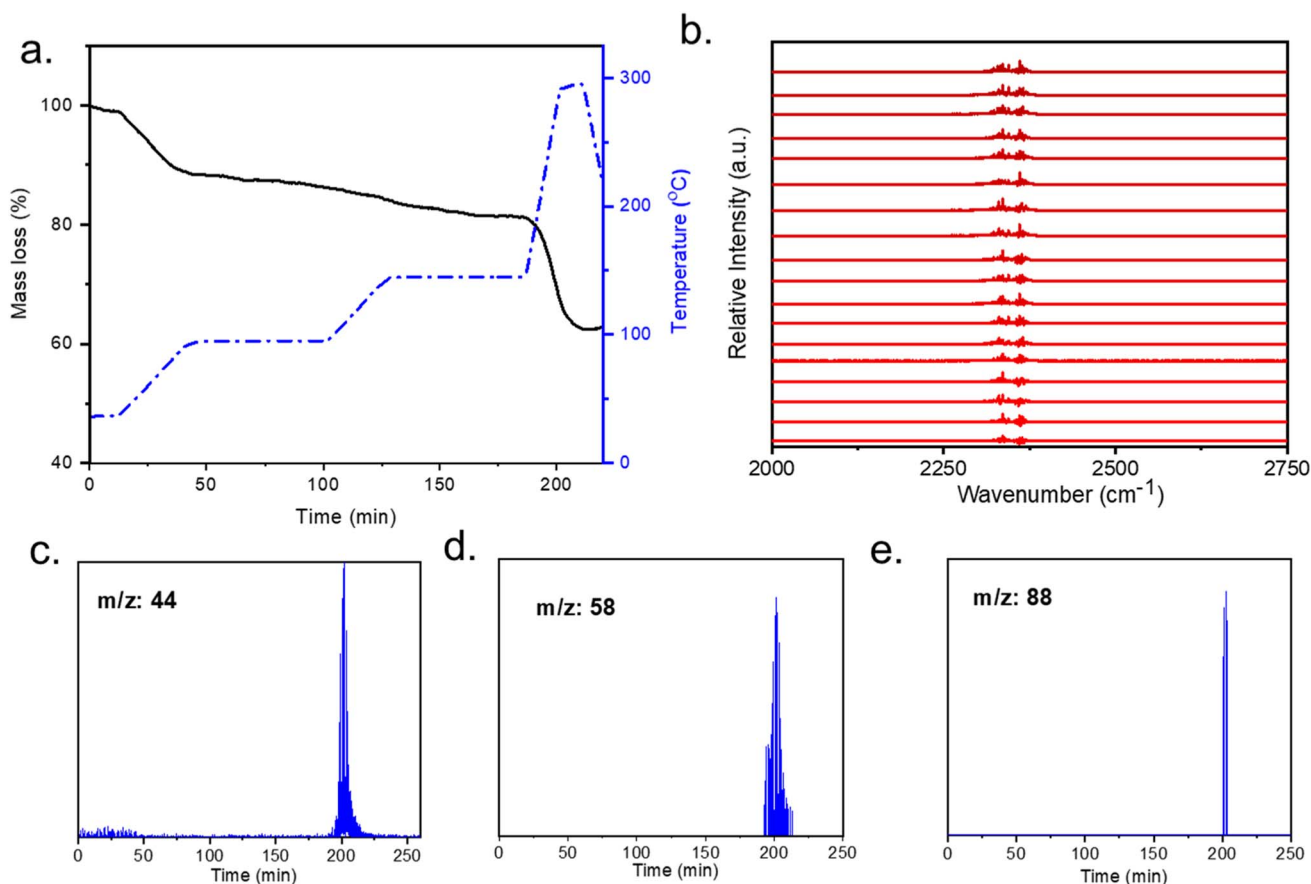 a.
100
80
60
40
0
50
100
150
200
300
200
100
0
Mass loss (%)
Temperature (°C)
Time (min)
b.
Relative Intensity (a.u.)
2000
2250
2500
2750
Wavenumber (cm⁻¹)
c.
m/z: 44
0 50 100 150 200 250
Time (min)
d.
m/z: 58
0 50 100 150 200 250
Time (min)
e.
m/z: 88
0 50 100 150 200 250
Time (min)